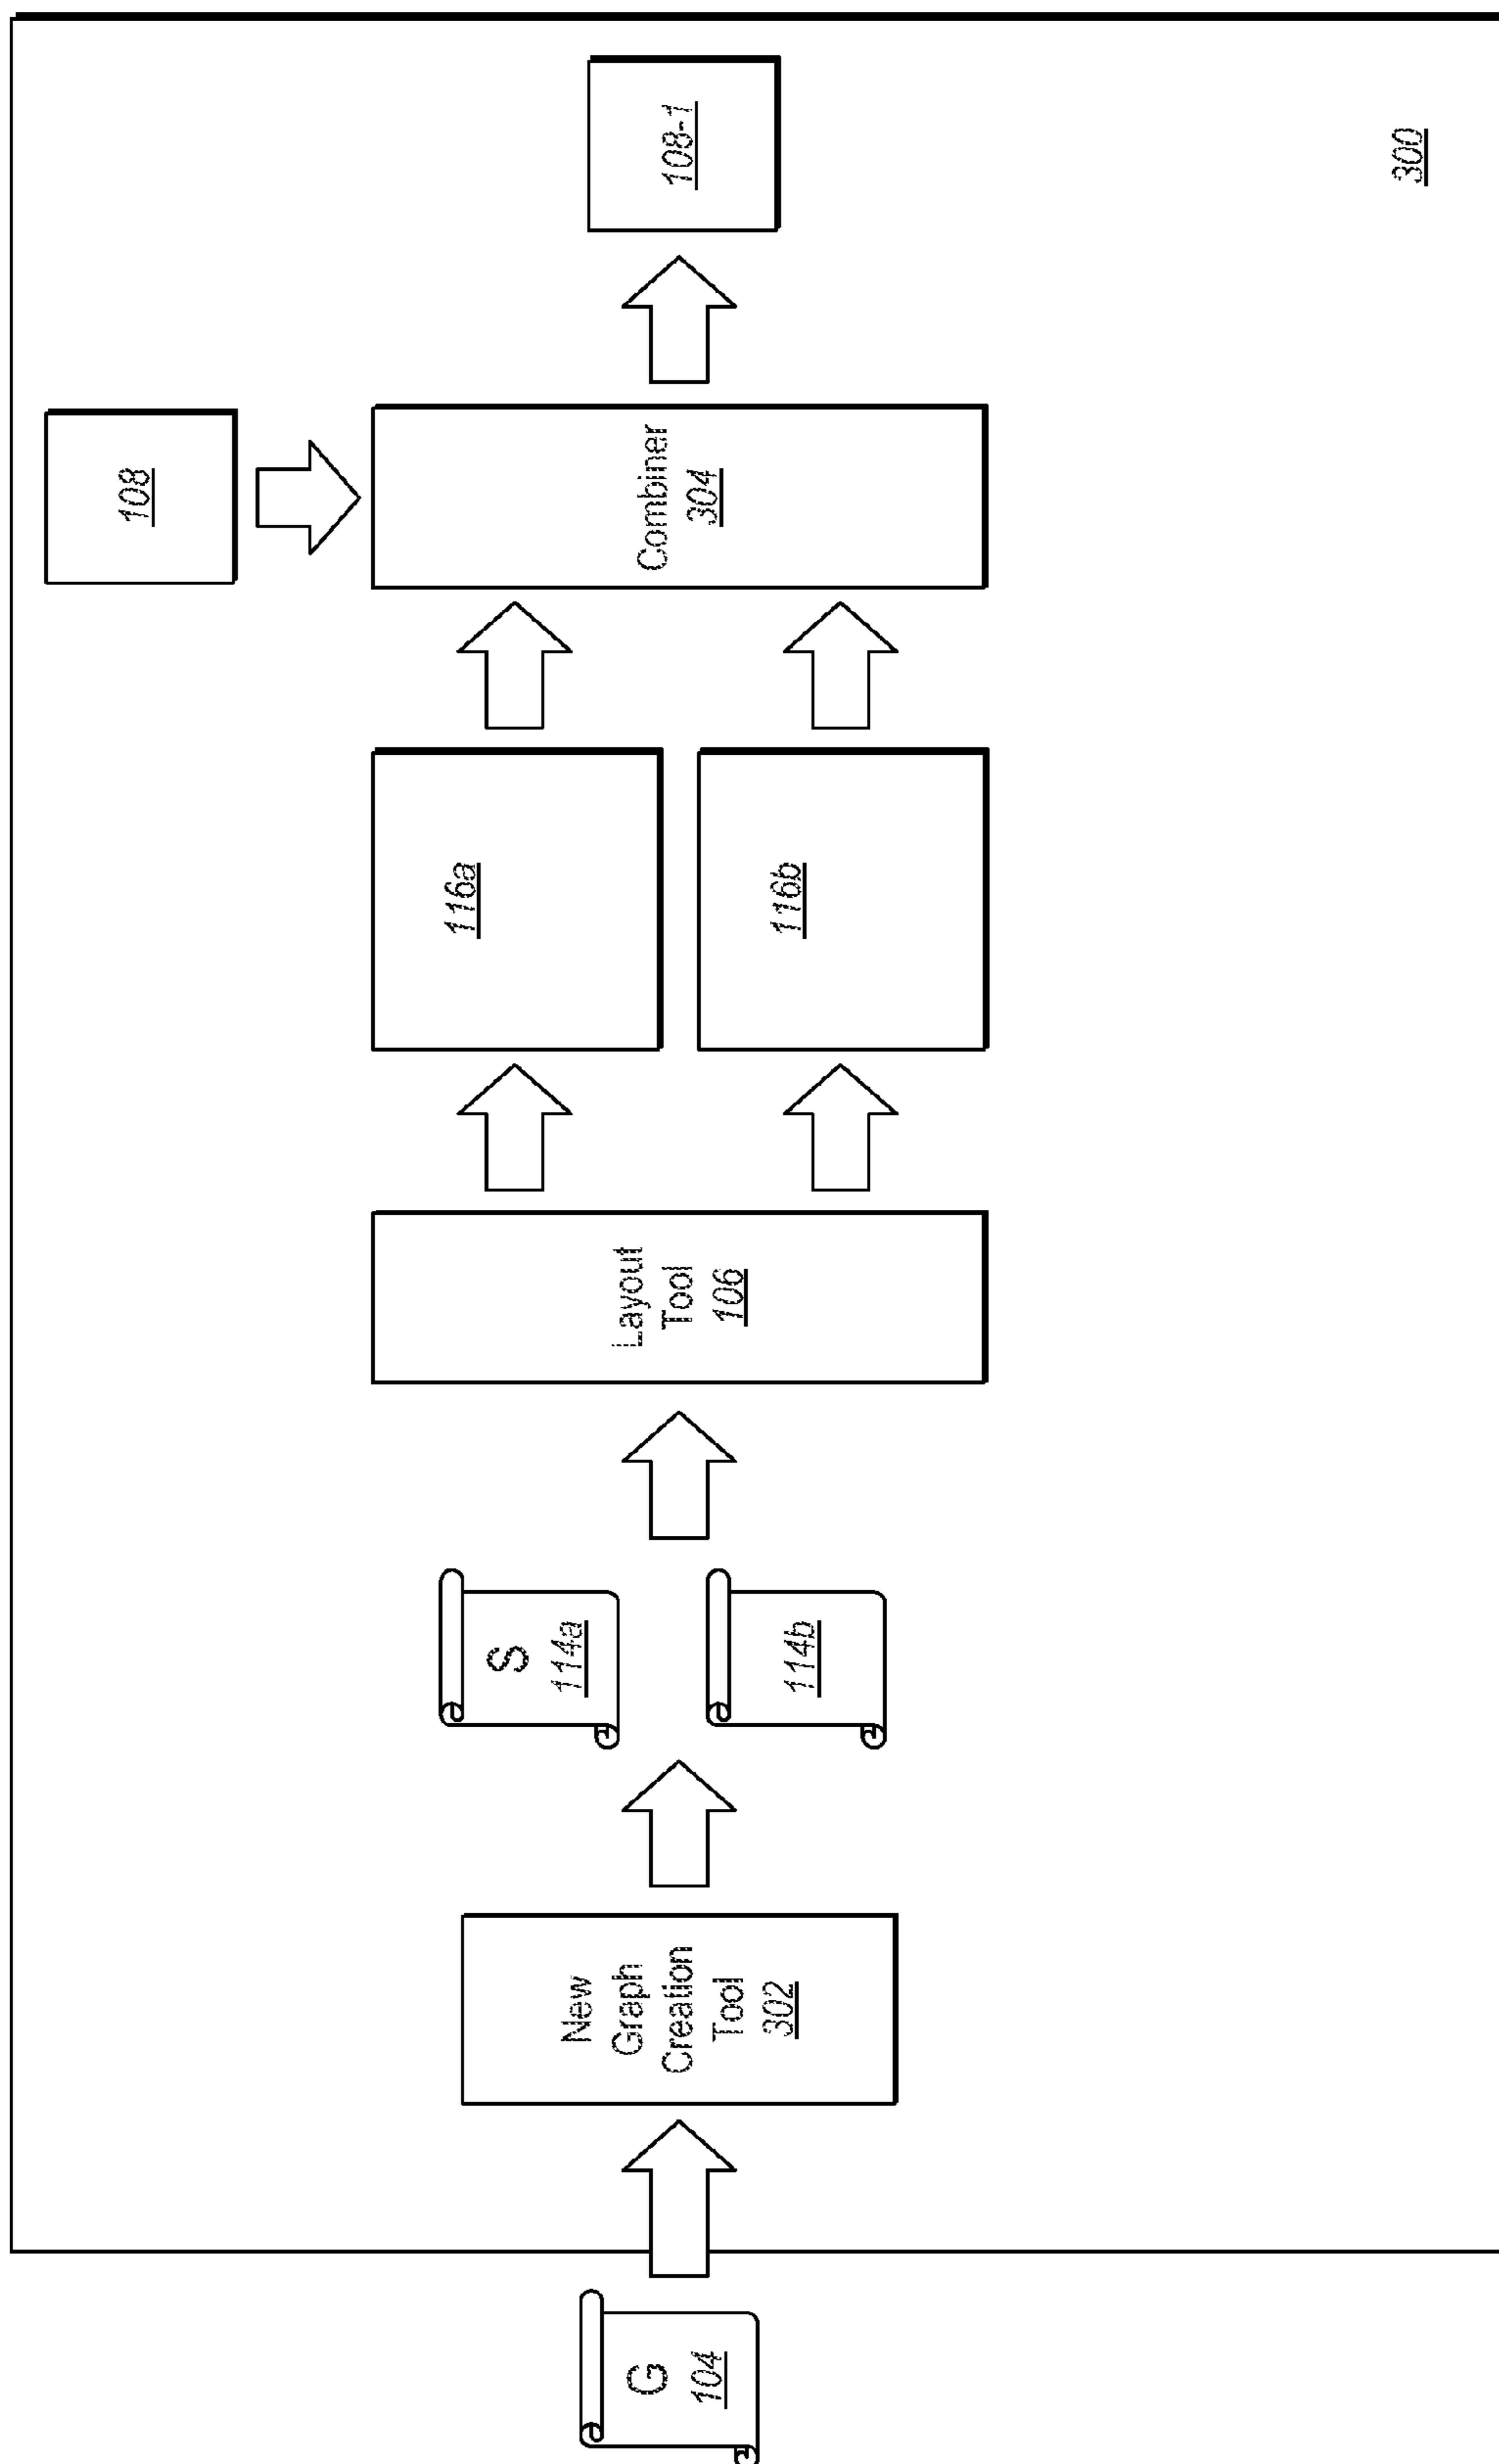 G
104
New
Graph
Creation
Tool
302
S
114a
114b
Layout
Tool
106
116a
116b
108
Combiner
304
108-1
300